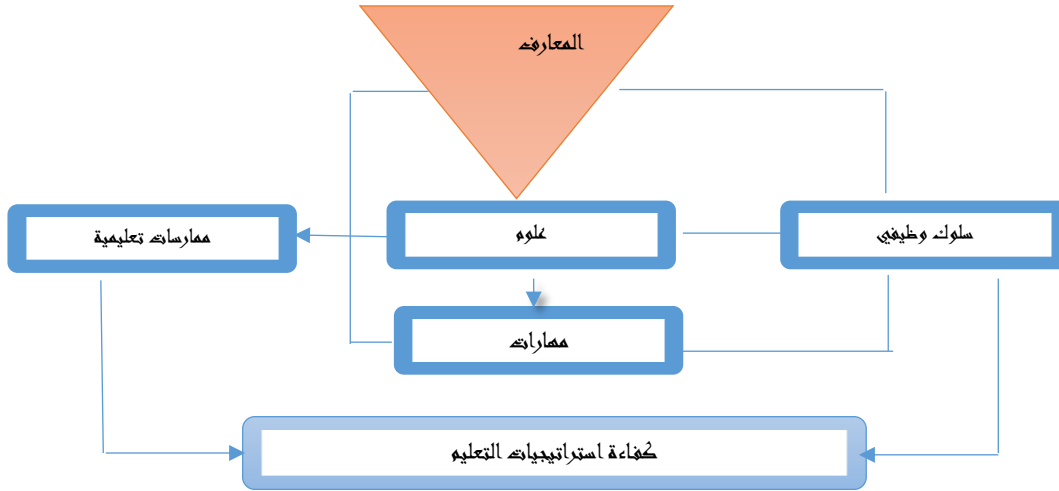 المعارف
سلوك وظيفي
علوم
ممارسات تعليمية
مهارات
كفاءة استراتيجيات التعليم